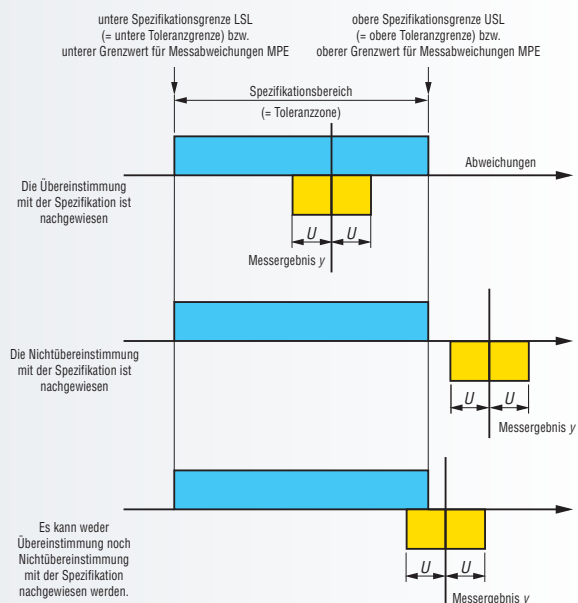 untere Spezifikationsgrenze LSL
(= untere Toleranzgrenze) bzw.
unterer Grenzwert für Messabweichungen MPE
obere Spezifikationsgrenze USL
(= obere Toleranzgrenze) bzw.
oberer Grenzwert für Messabweichungen MPE
Spezifikationsbereich
(= Toleranzzone)
Abweichungen
Die Übereinstimmung
mit der Spezifikation ist
nachgewiesen
U U
Messergebnis y
Die Nichtübereinstimmung
mit der Spezifikation ist
nachgewiesen
U U
Messergebnis y
Es kann weder
Übereinstimmung noch
Nichtübereinstimmung
mit der Spezifikation
nachgewiesen werden.
U U
Messergebnis y